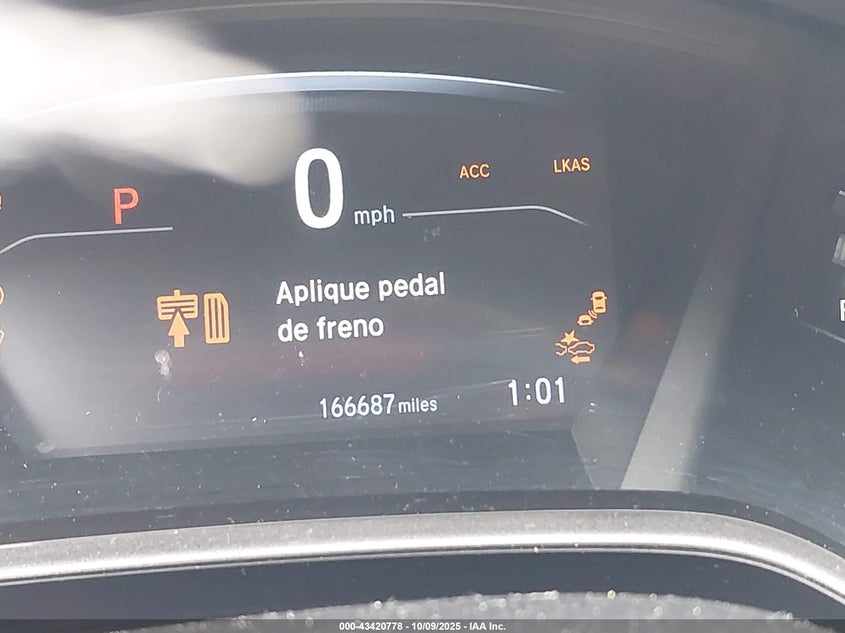 ACC
LKAS
P
0 mph
Aplique pedal
de freno
166687 miles
1:01
000-43420778 - 10/09/2025 - IAA Inc.